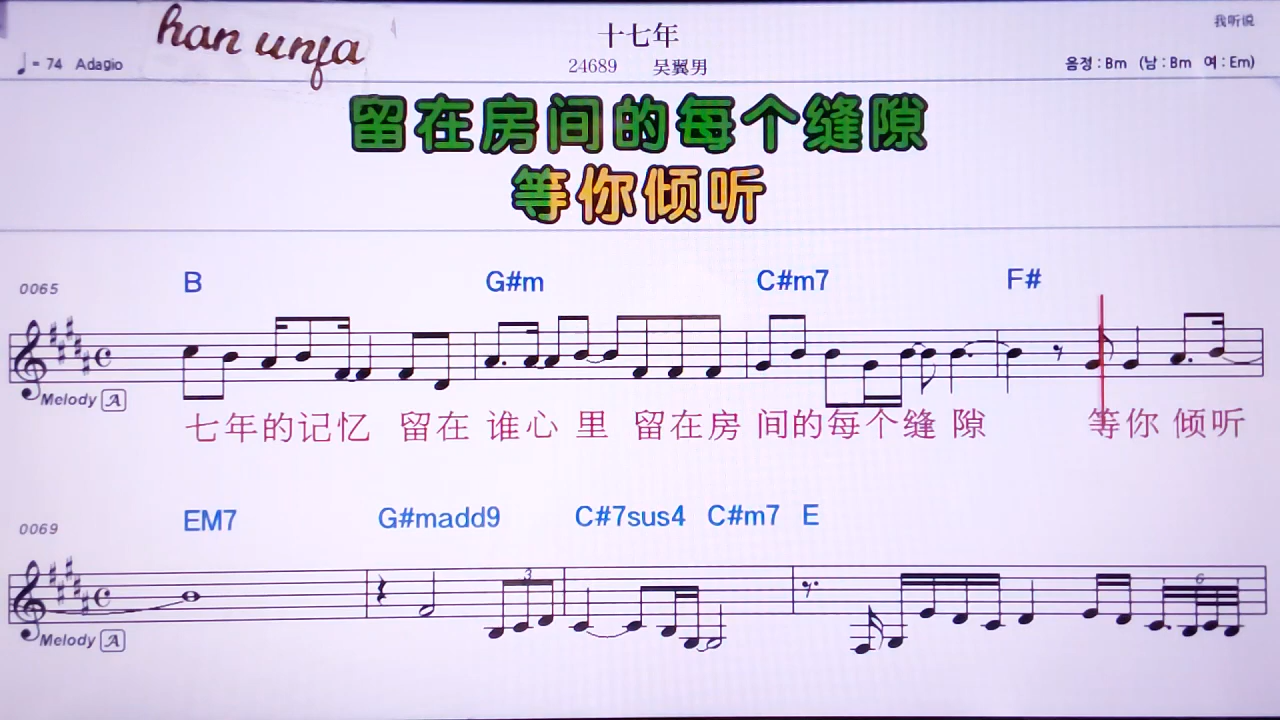 han unfa
十七年
我听说
♩= 74 Adagio
24689 吴翼男
음정 : Bm (남 : Bm 여 : Em)
留在房间的每个缝隙
等你倾听
0065 B G#m C#m7 F#
Melody A
七年的记忆 留在 谁心 里 留在房 间的每个缝 隙 等你 倾听
0069 EM7 G#madd9 C#7sus4 C#m7 E
3 6
Melody A